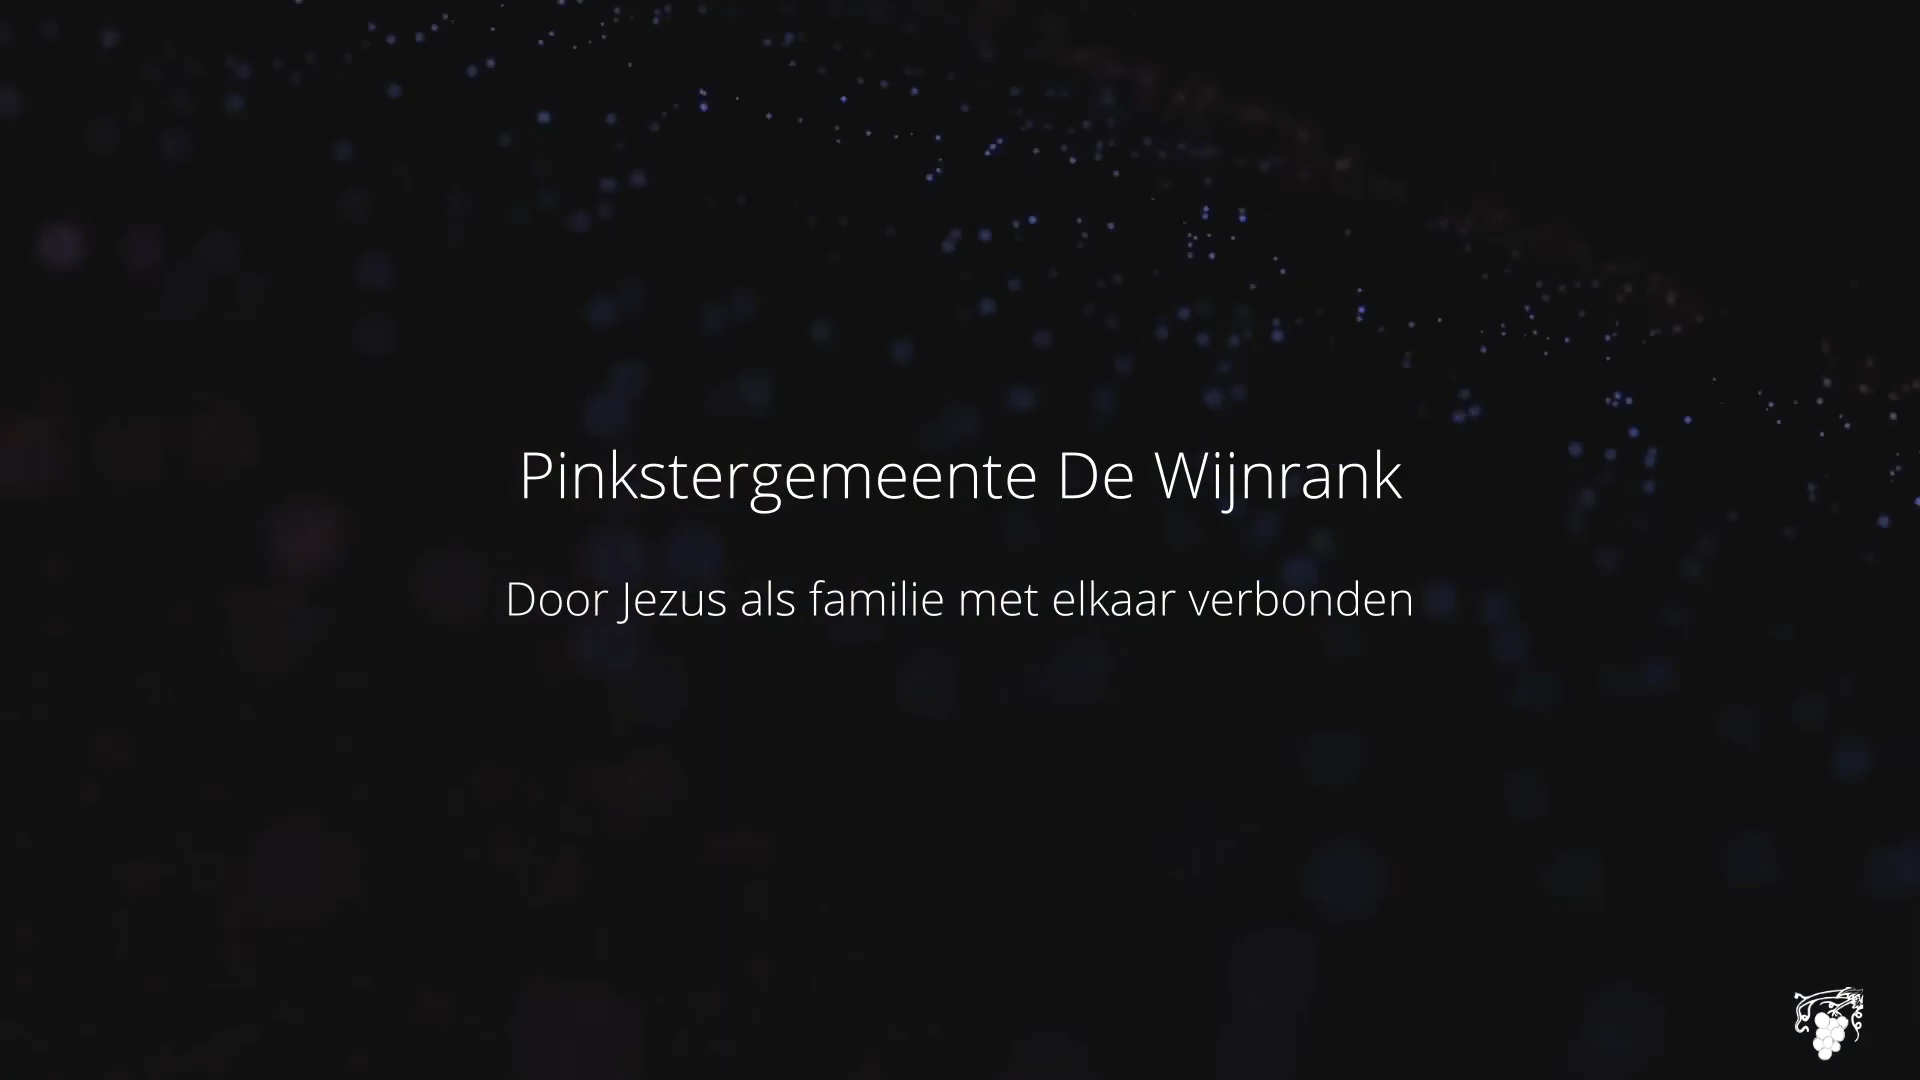 Pinkstergemeente De Wijnrank
Door Jezus als familie met elkaar verbonden